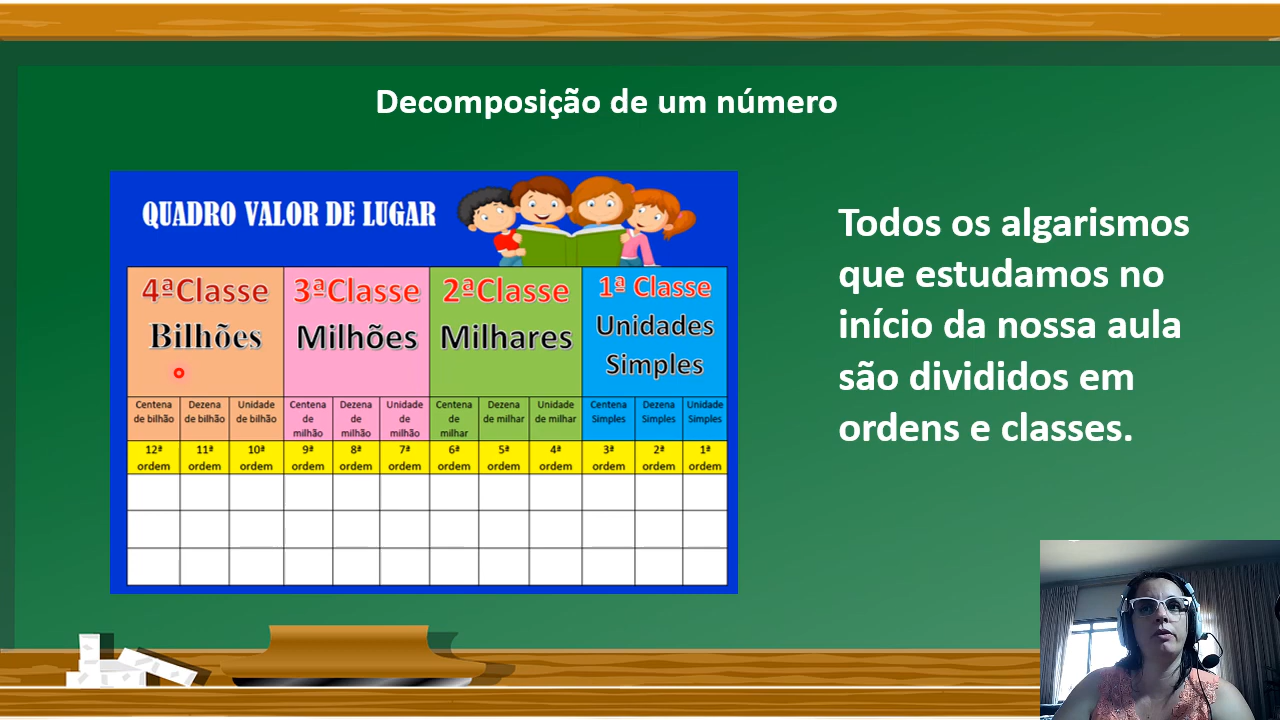 Decomposição de um número
QUADRO VALOR DE LUGAR
4ªClasse
Bilhões
3ªClasse
Milhões
2ªClasse
Milhares
1ª Classe
Unidades
Simples
Centena
de bilhão
Dezena
de bilhão
Unidade
de bilhão
Centena
de
milhão
Dezena
de
milhão
Unidade
de
milhão
Centena
de
milhar
Dezena
de milhar
Unidade
de milhar
Centena
Simples
Dezena
Simples
Unidade
Simples
12ª
ordem
11ª
ordem
10ª
ordem
9ª
ordem
8ª
ordem
7ª
ordem
6ª
ordem
5ª
ordem
4ª
ordem
3ª
ordem
2ª
ordem
1ª
ordem
Todos os algarismos
que estudamos no
início da nossa aula
são divididos em
ordens e classes.